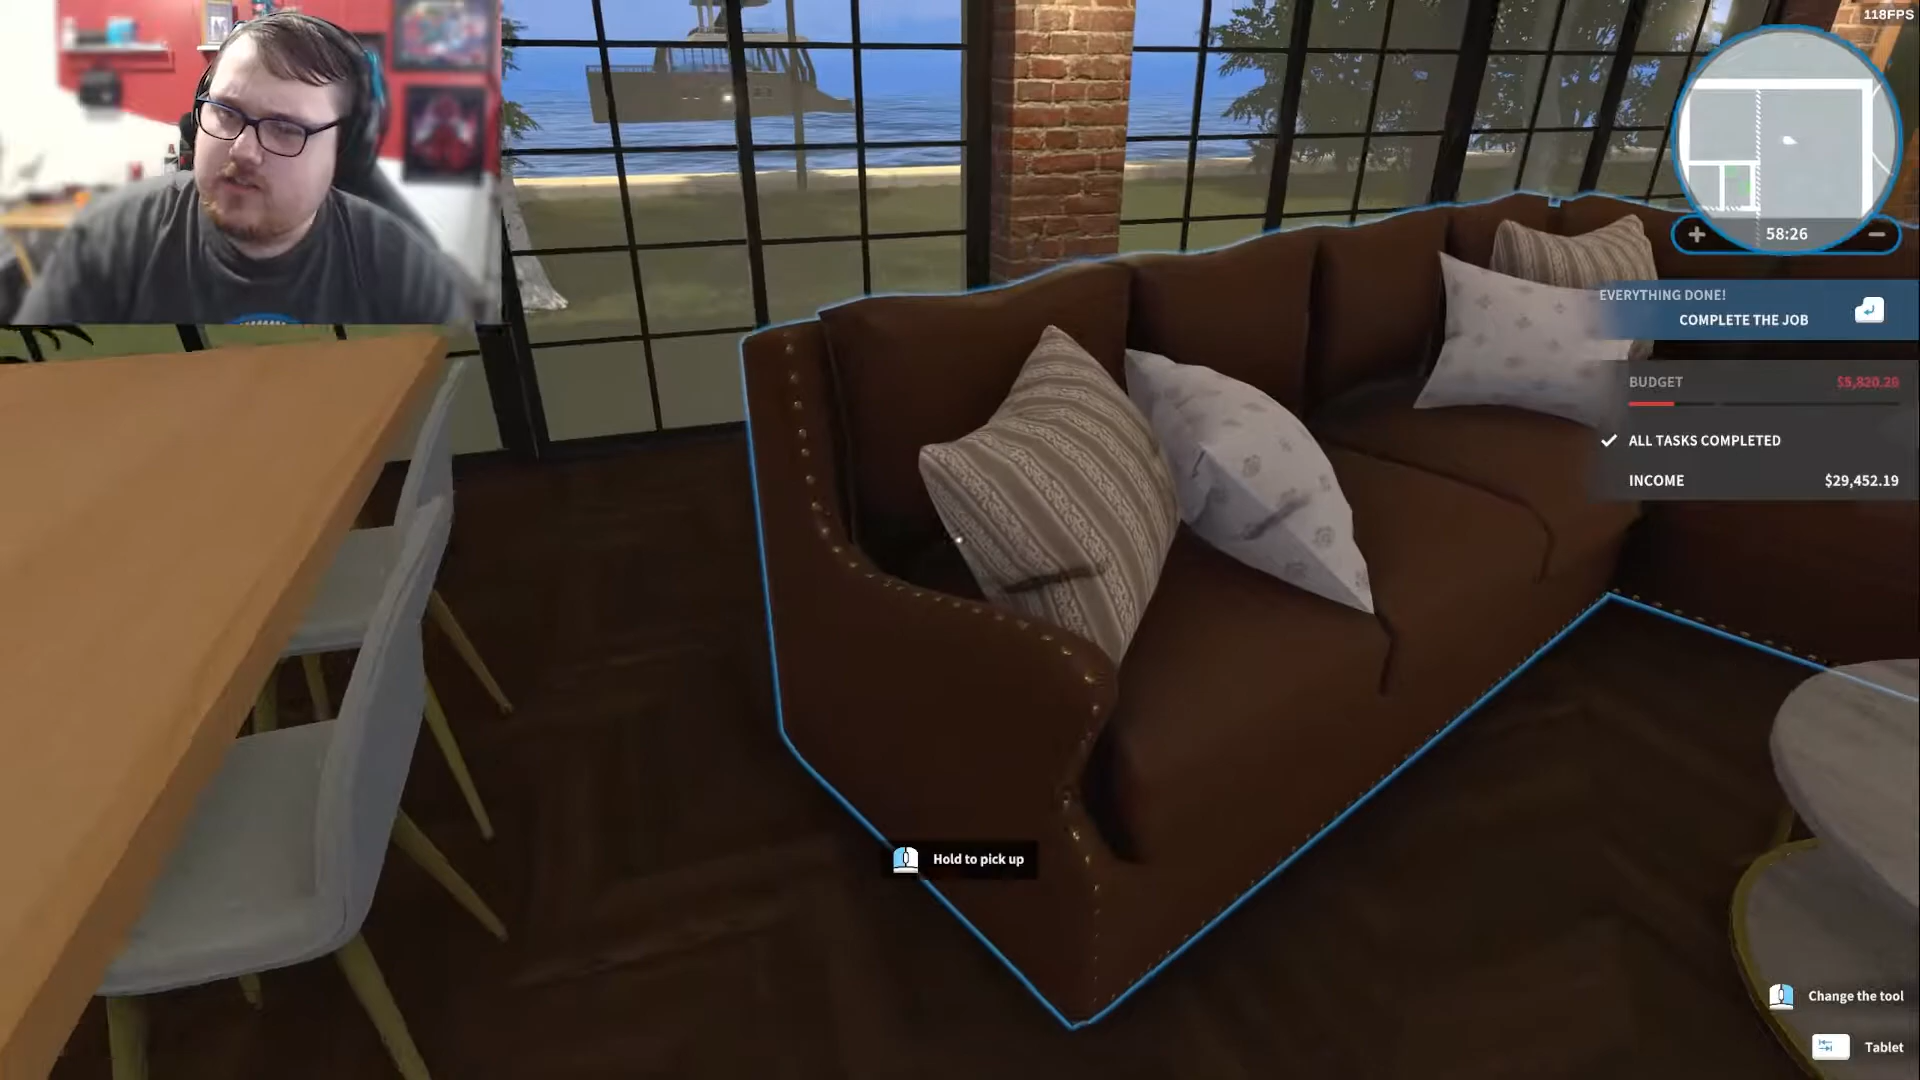 118FPS
58:26
EVERYTHING DONE!
COMPLETE THE JOB
BUDGET $5,820.26
ALL TASKS COMPLETED
INCOME $29,452.19
Hold to pick up
Change the tool
Tablet